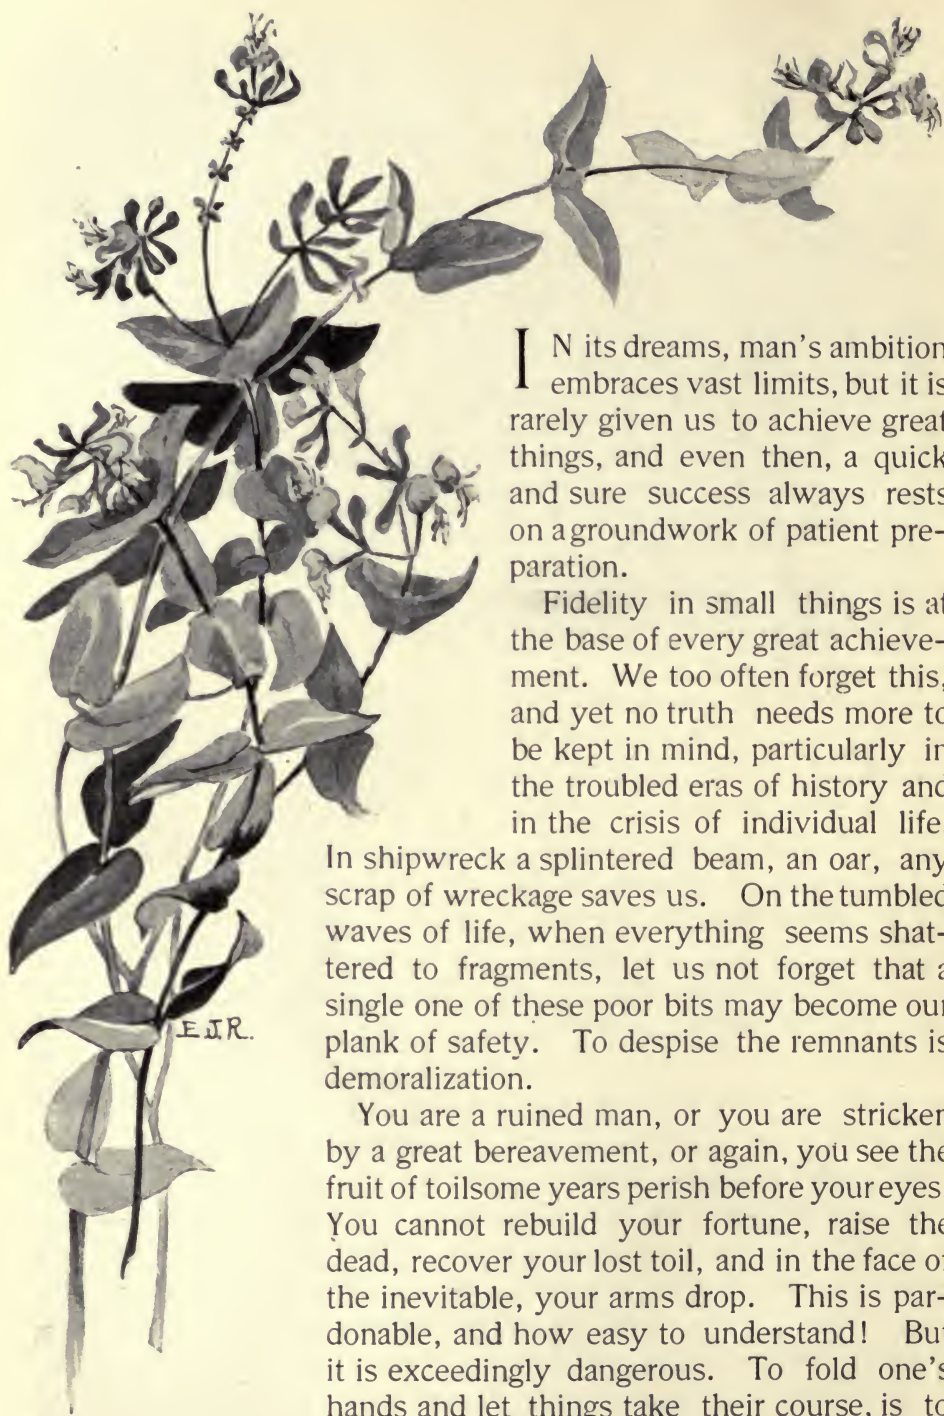 IN its dreams, man's ambition
embraces vast limits, but it is
rarely given us to achieve great
things, and even then, a quick
and sure success always rests
on a groundwork of patient pre-
paration.
Fidelity in small things is at
the base of every great achieve-
ment. We too often forget this,
and yet no truth needs more to
be kept in mind, particularly in
the troubled eras of history and
in the crisis of individual life
In shipwreck a splintered beam, an oar, any
scrap of wreckage saves us. On the tumbled
waves of life, when everything seems shat-
tered to fragments, let us not forget that a
single one of these poor bits may become our
plank of safety. To despise the remnants is
demoralization.
You are a ruined man, or you are stricken
by a great bereavement, or again, you see the
fruit of toilsome years perish before your eyes
You cannot rebuild your fortune, raise the
dead, recover your lost toil, and in the face of
the inevitable, your arms drop. This is par-
donable, and how easy to understand! But
it is exceedingly dangerous. To fold one's
hands and let things take their course, is to
E.J.R.